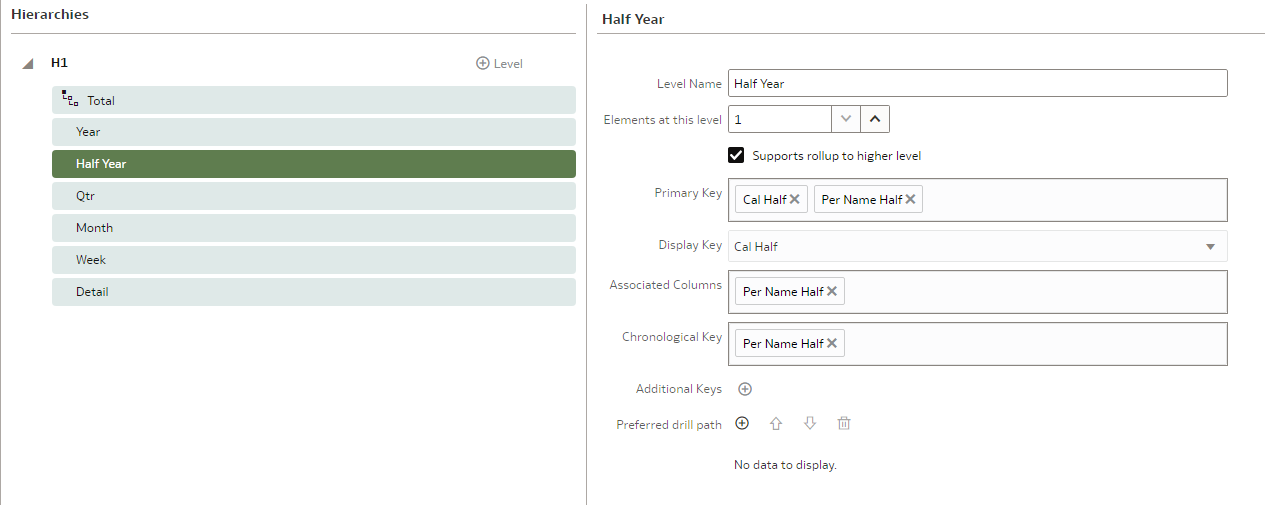 Hierarchies
H1
Level
Total
Year
Half Year
Qtr
Month
Week
Detail
Half Year
Level Name Half Year
Elements at this level 1
Supports rollup to higher level
Primary Key Cal Half Per Name Half
Display Key Cal Half
Associated Columns Per Name Half
Chronological Key Per Name Half
Additional Keys
Preferred drill path
No data to display.